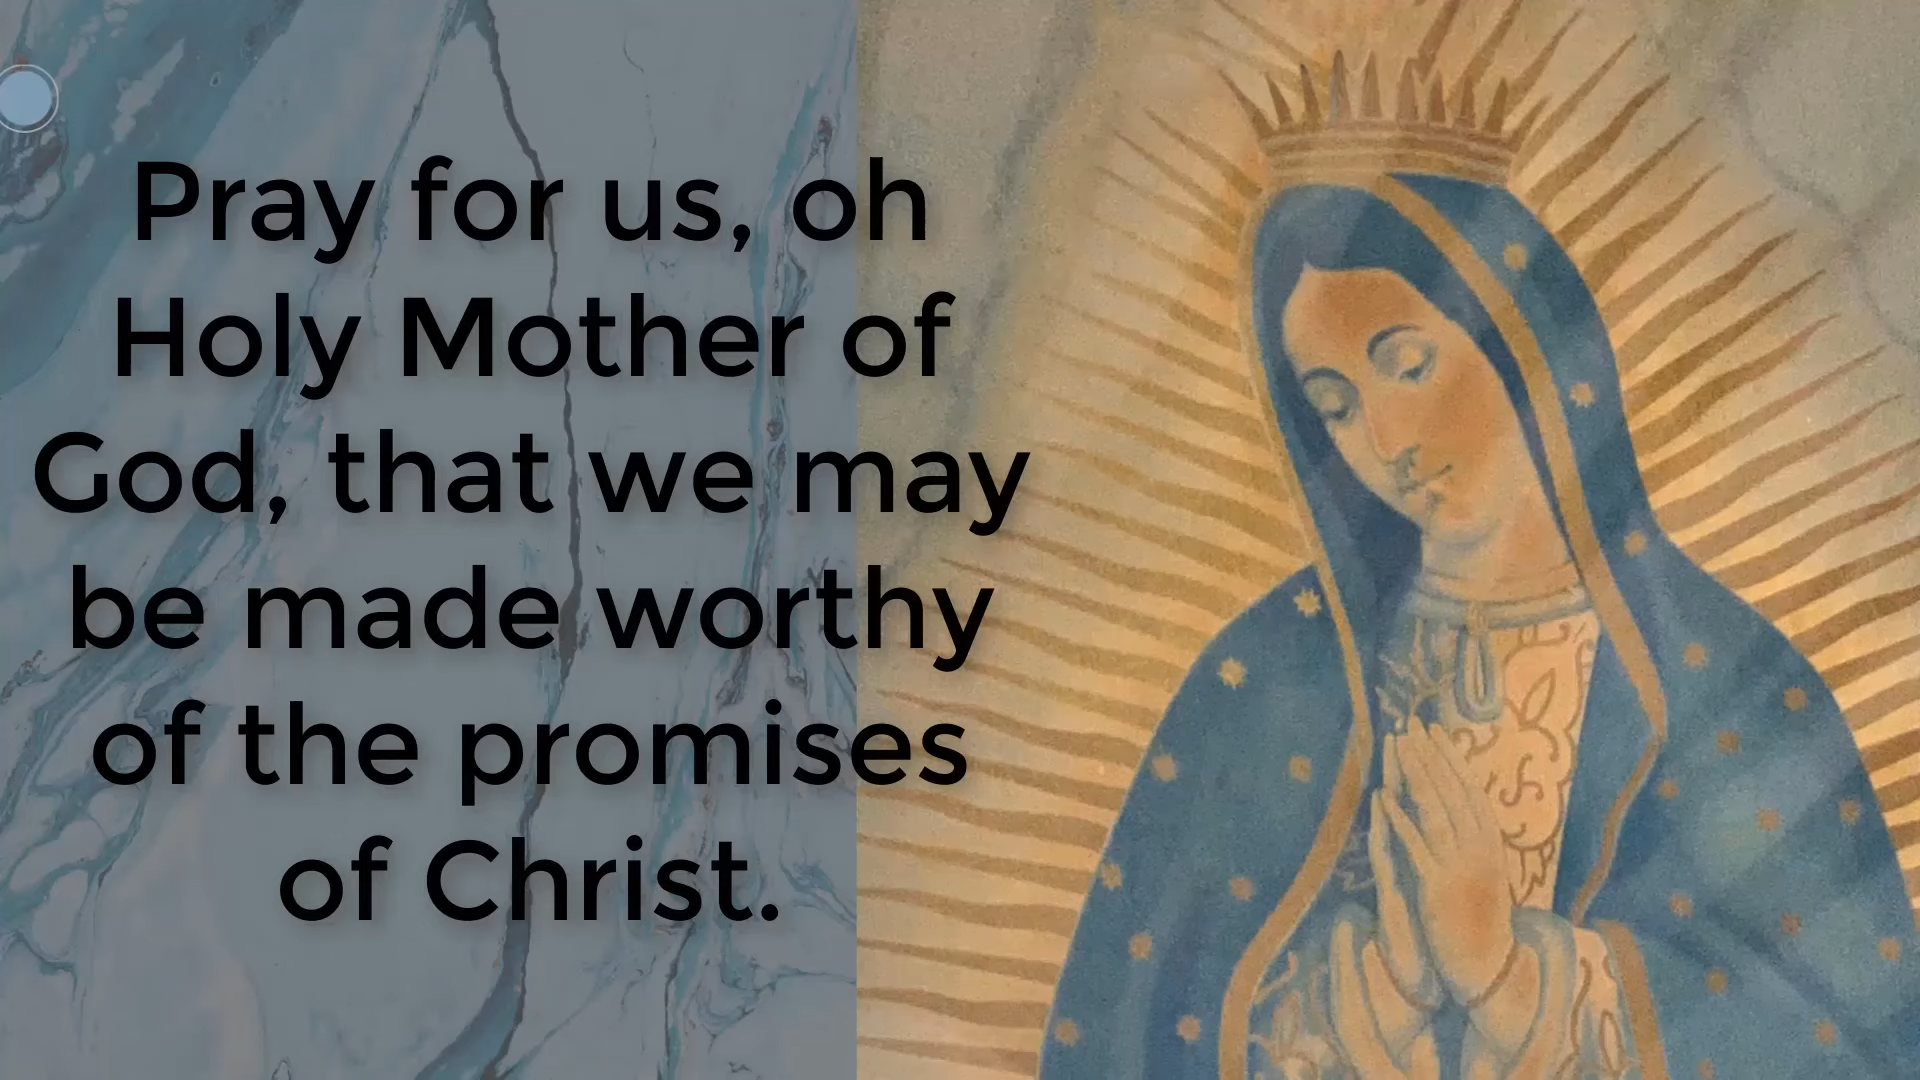 Pray for us, oh
Holy Mother of
God, that we may
be made worthy
of the promises
of Christ.